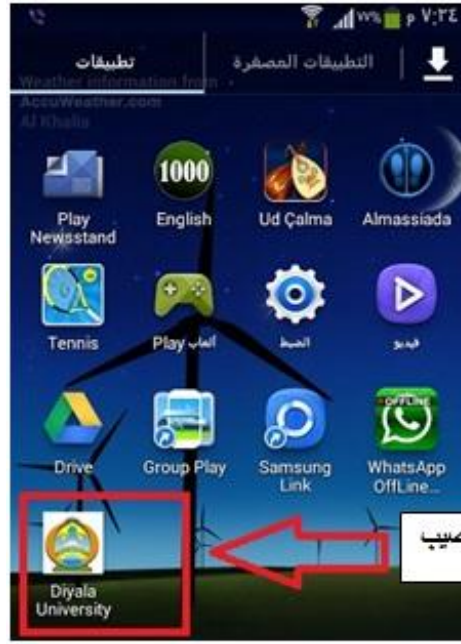 ٧٧% م ٧:٣٤
تطبيقات
التطبيقات المصغرة
Weather information from
AccuWeather.com
Al Khalis
1000
Play Newsstand
English
Ud Çalma
Almassiada
Tennis
Play ألعاب
الضبط
فيديو
OFFLINE
Drive
Group Play
Samsung Link
WhatsApp OffLine...
Diyala University